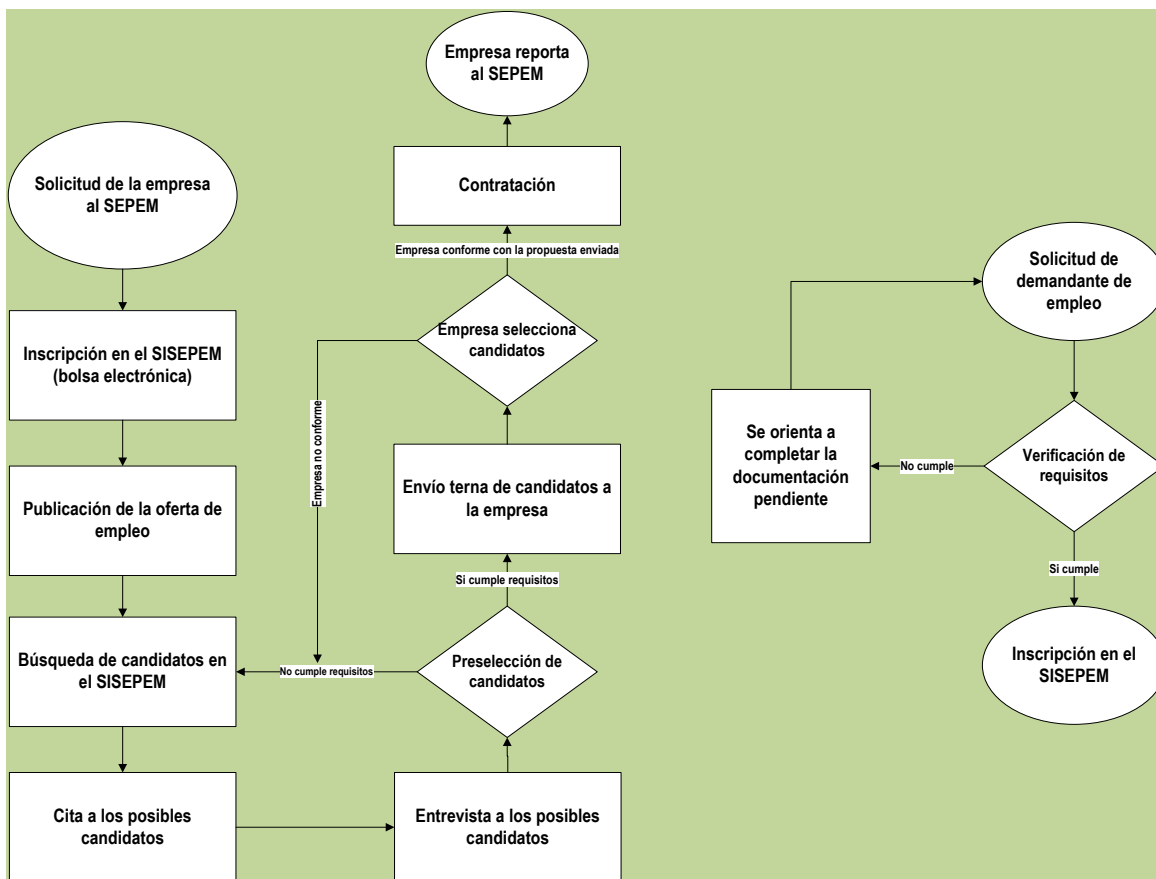 Solicitud de la empresa
al SEPEM
Inscripción en el SISEPEM
(bolsa electrónica)
Publicación de la oferta de
empleo
Búsqueda de candidatos en
el SISEPEM
Cita a los posibles
candidatos
Entrevista a los posibles
candidatos
Preselección de
candidatos
No cumple requisitos
Si cumple requisitos
Envío terna de candidatos a
la empresa
Empresa selecciona
candidatos
Empresa no conforme
Empresa conforme con la propuesta enviada
Contratación
Empresa reporta
al SEPEM
Solicitud de
demandante de
empleo
Verificación de
requisitos
No cumple
Se orienta a
completar la
documentación
pendiente
Si cumple
Inscripción en el
SISEPEM